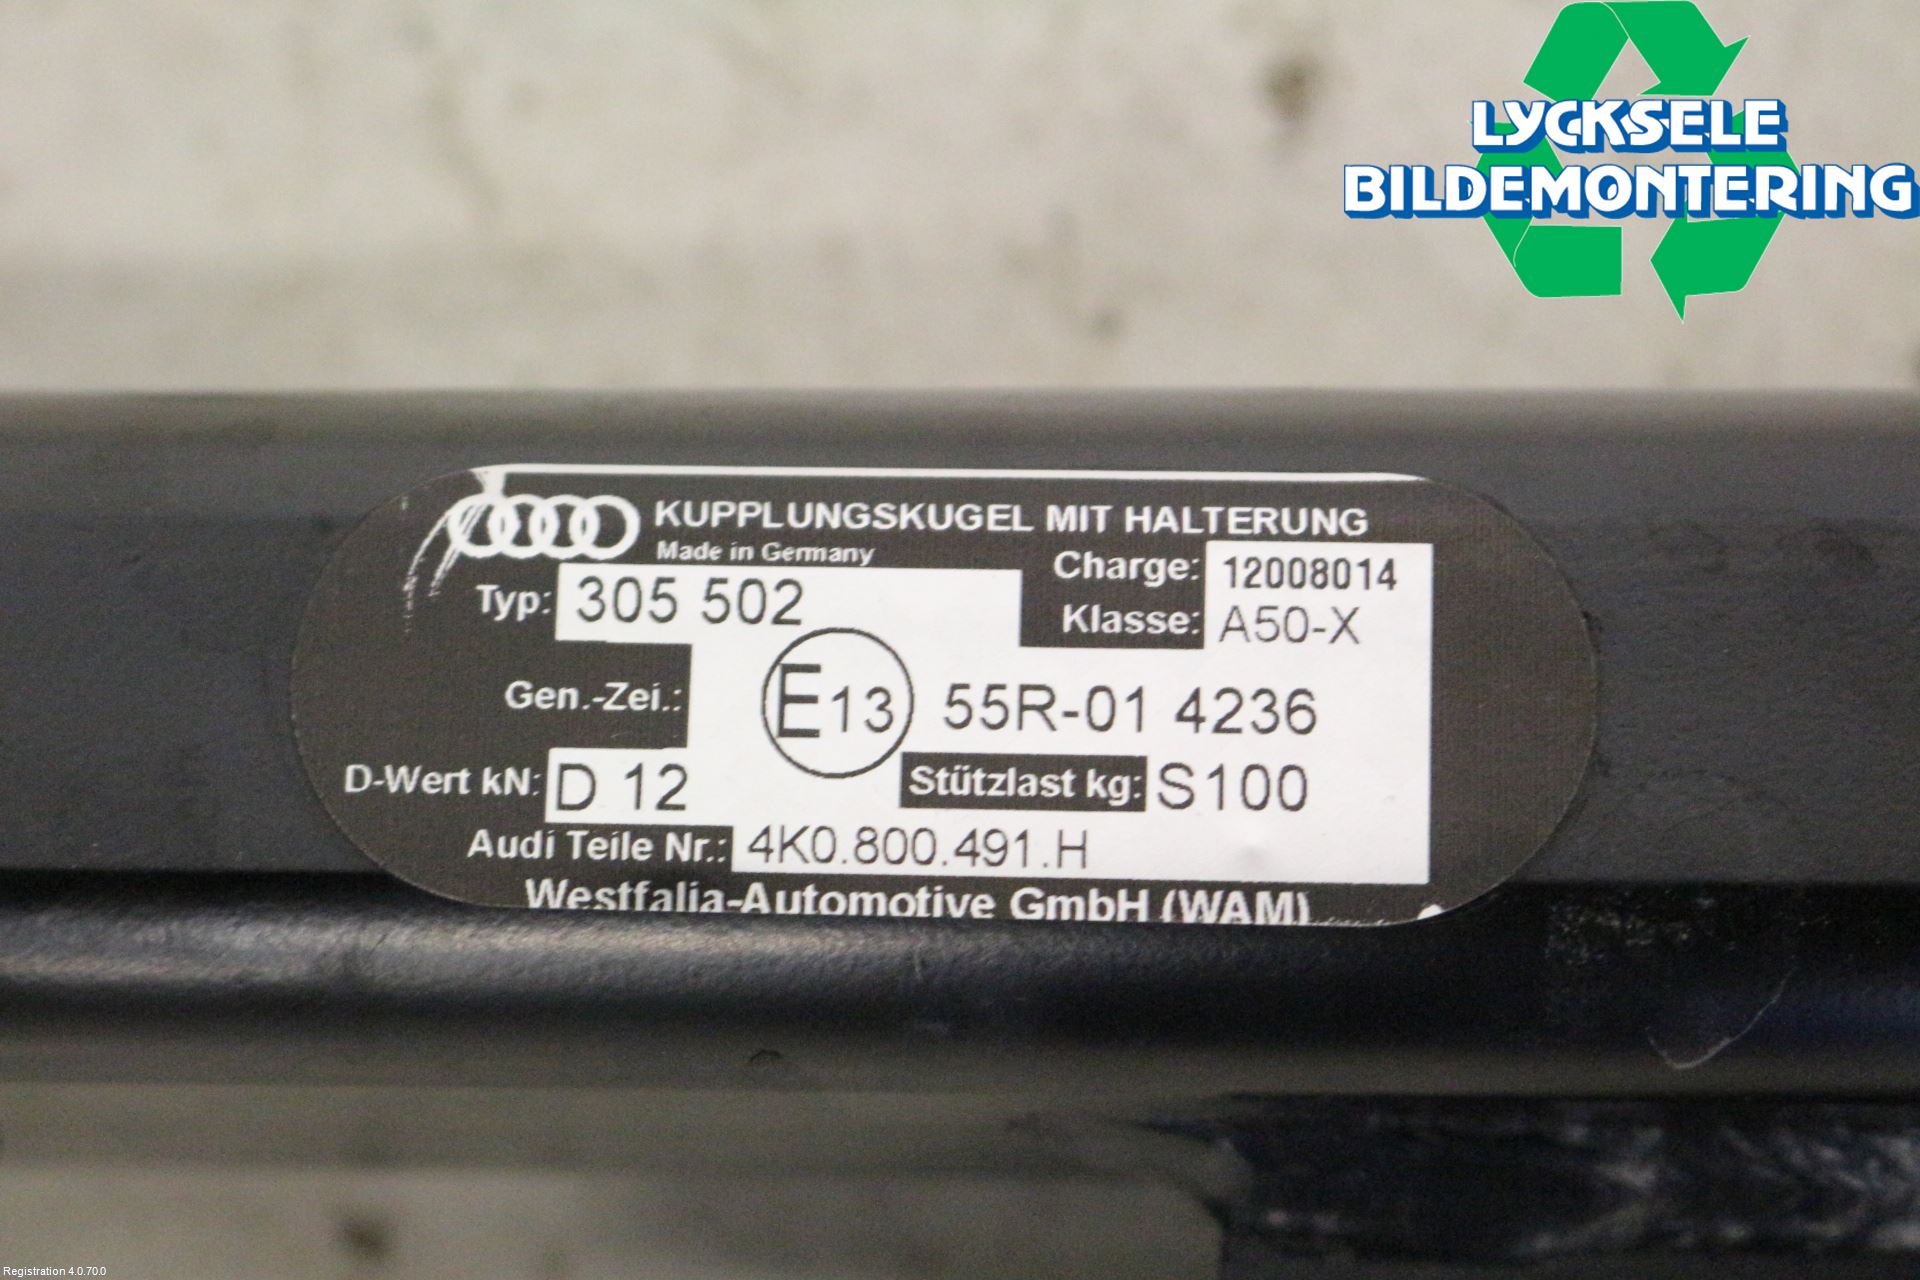 LYCKSELE
BILDEMONTERING
KUPPLUNGSKUGEL MIT HALTERUNG
Made in Germany
Charge: 12008014
Typ: 305 502
Klasse: A50-X
Gen.-Zei.: E13 55R-01 4236
D-Wert kN: D 12 Stützlast kg: S100
Audi Teile Nr.: 4K0.800.491.H
Westfalia-Automotive GmbH (WAM)
Registration 4.0.70.0